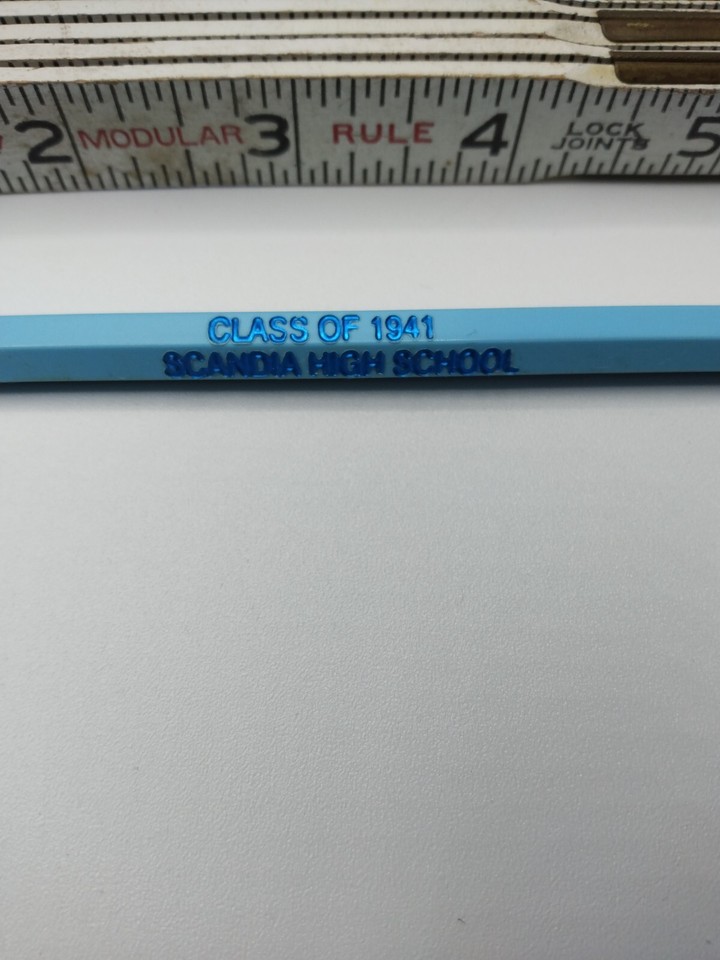 2 MODULAR 3 RULE 4 LOCK JOINTS 5
CLASS OF 1941
SCANDIA HIGH SCHOOL